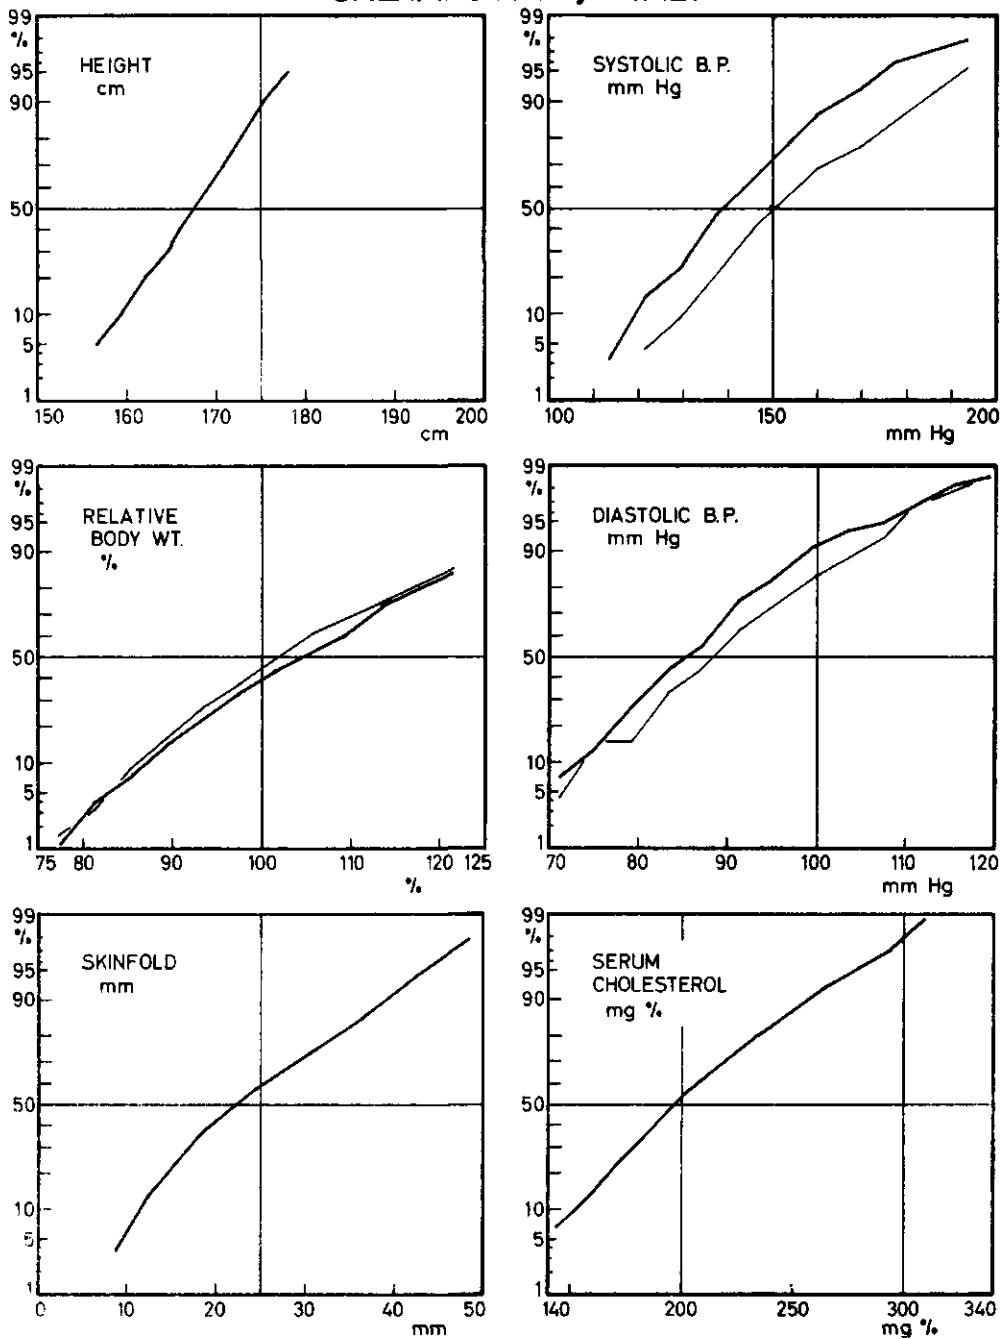 99
%
95
90
50
10
5
1
HEIGHT
cm
150 160 170 180 190 200
cm
99
%
95
90
50
10
5
1
SYSTOLIC B.P.
mm Hg
100 150 200
mm Hg
99
%
95
90
50
10
5
1
RELATIVE
BODY WT.
%
75 80 90 100 110 120 125
%
99
%
95
90
50
10
5
1
DIASTOLIC B.P.
mm Hg
70 80 90 100 110 120
mm Hg
99
%
95
90
50
10
5
1
SKINFOLD
mm
0 10 20 30 40 50
mm
99
%
95
90
50
10
5
1
SERUM
CHOLESTEROL
mg %
140 200 250 300 340
mg %